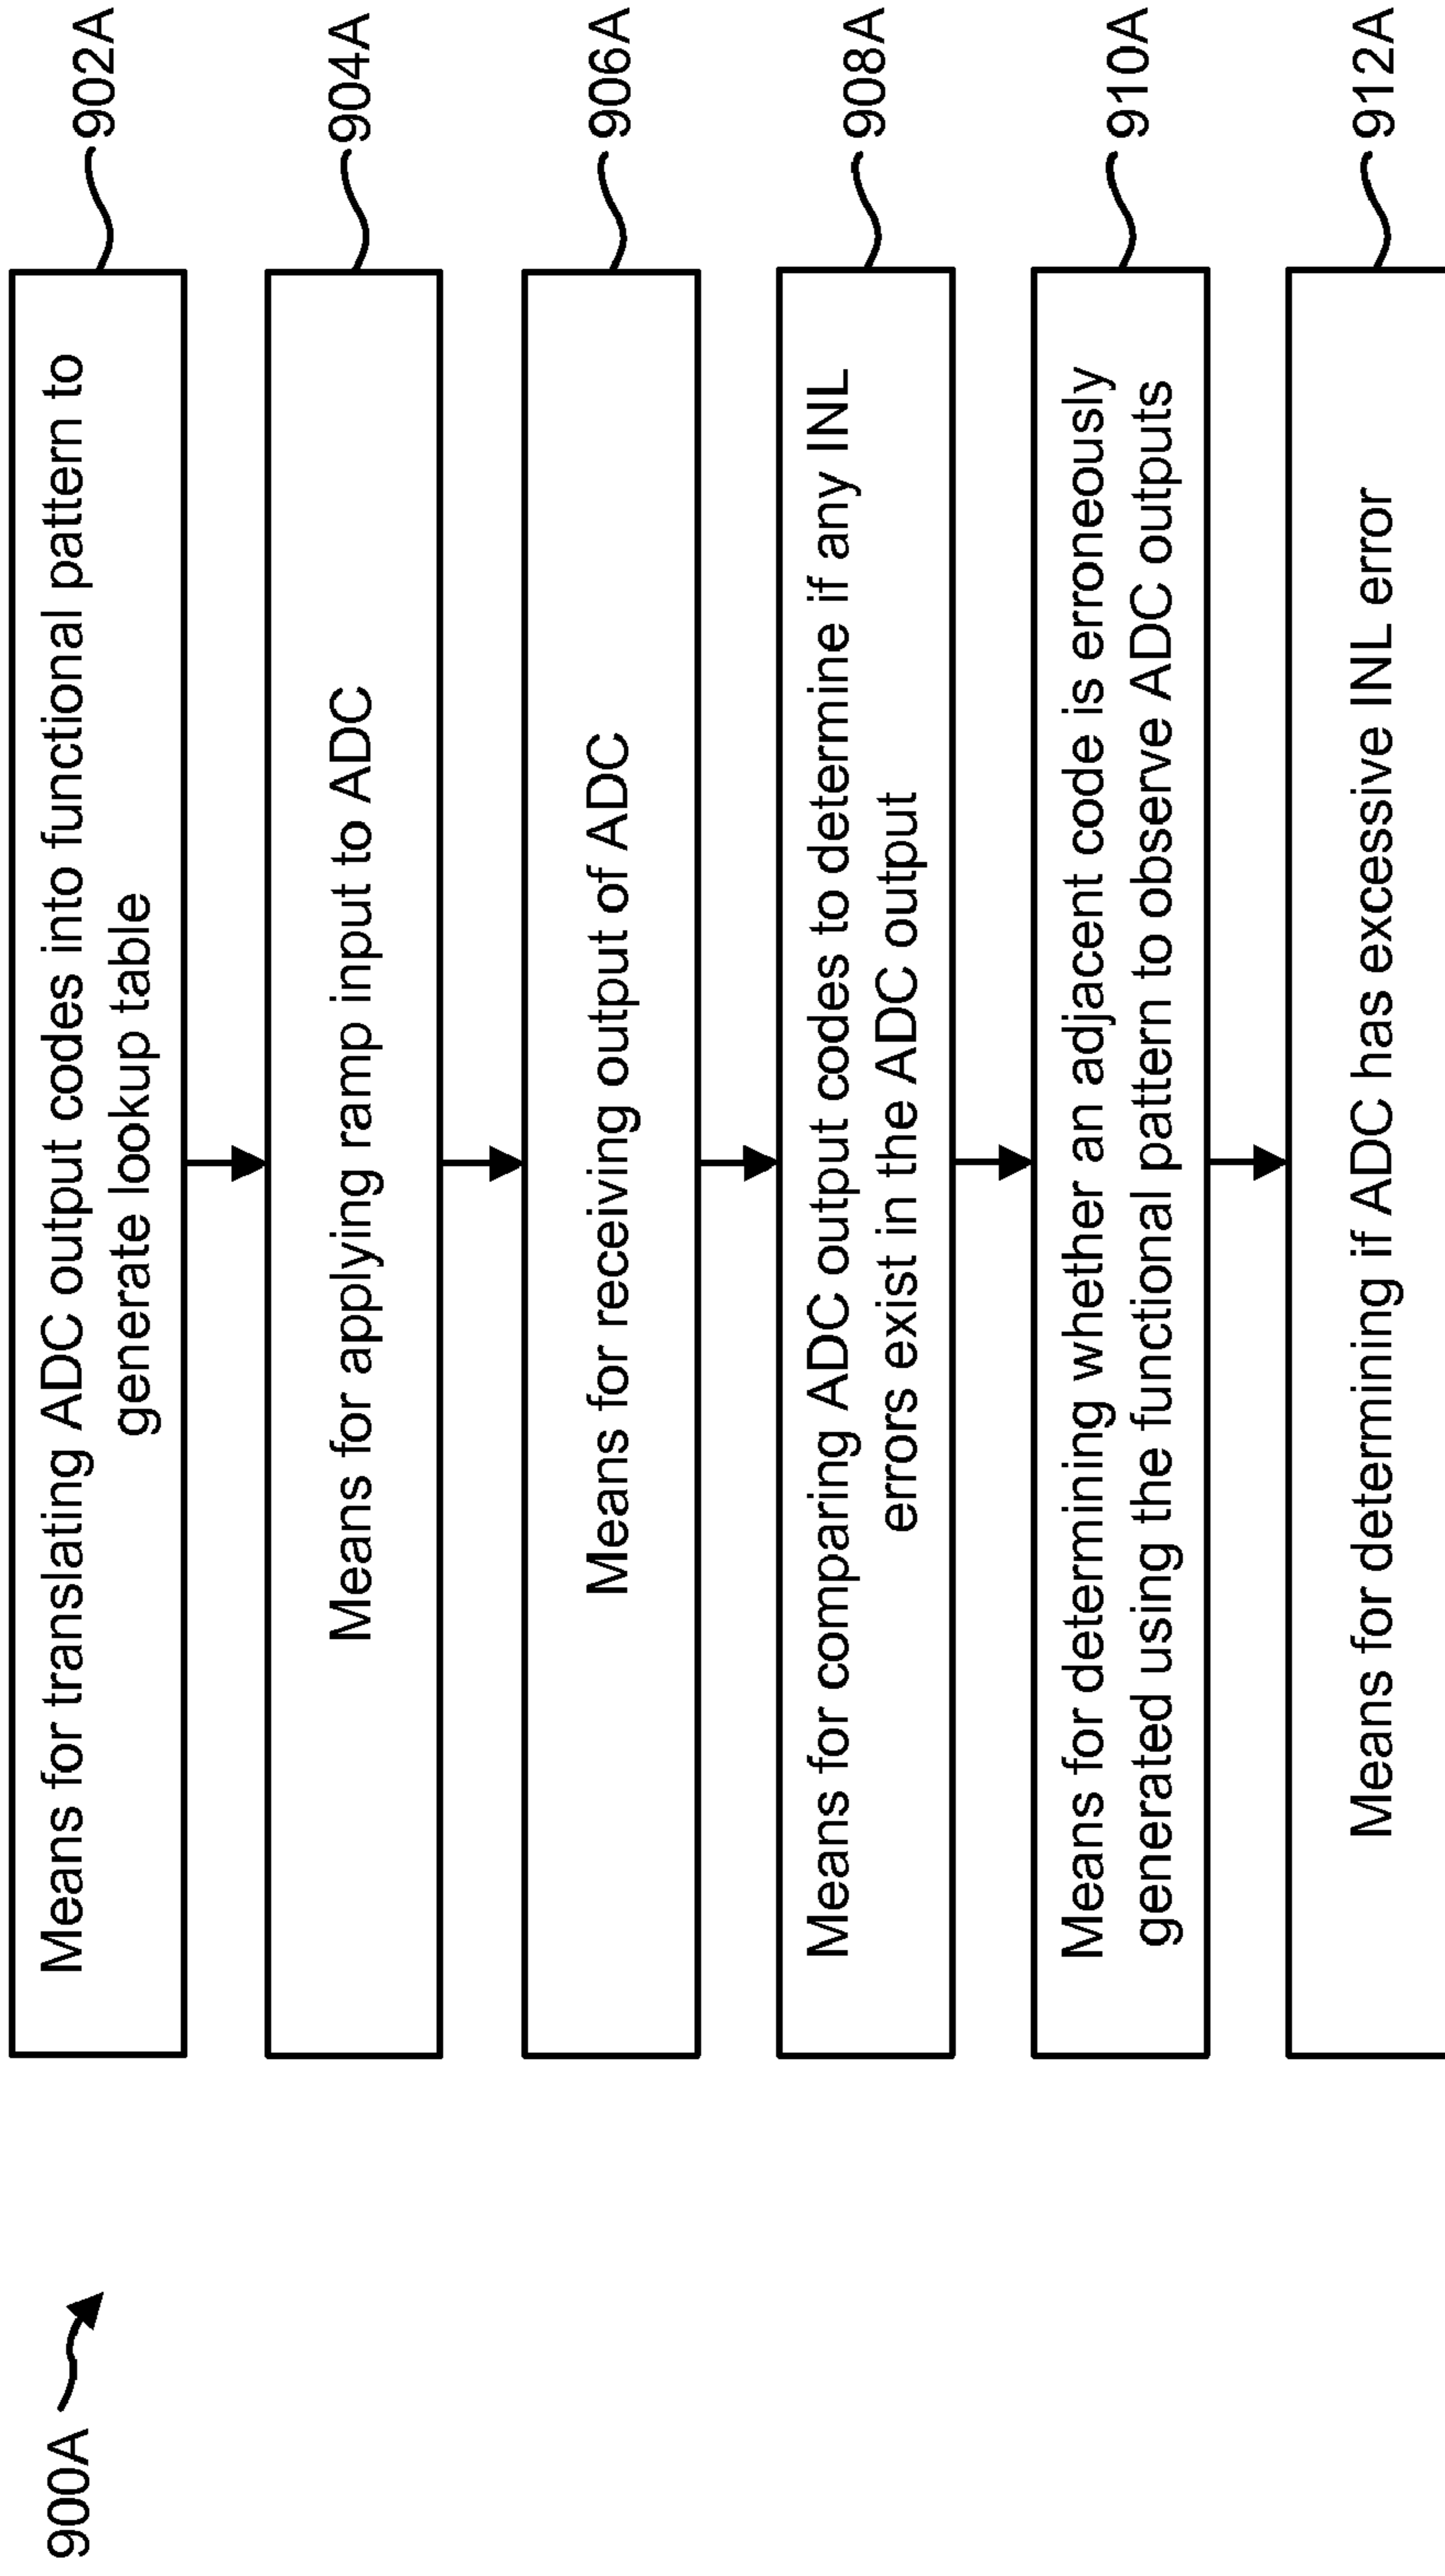 900A
Means for translating ADC output codes into functional pattern to
generate lookup table
902A
Means for applying ramp input to ADC
904A
Means for receiving output of ADC
906A
Means for comparing ADC output codes to determine if any INL
errors exist in the ADC output
908A
Means for determining whether an adjacent code is erroneously
generated using the functional pattern to observe ADC outputs
910A
Means for determining if ADC has excessive INL error
912A